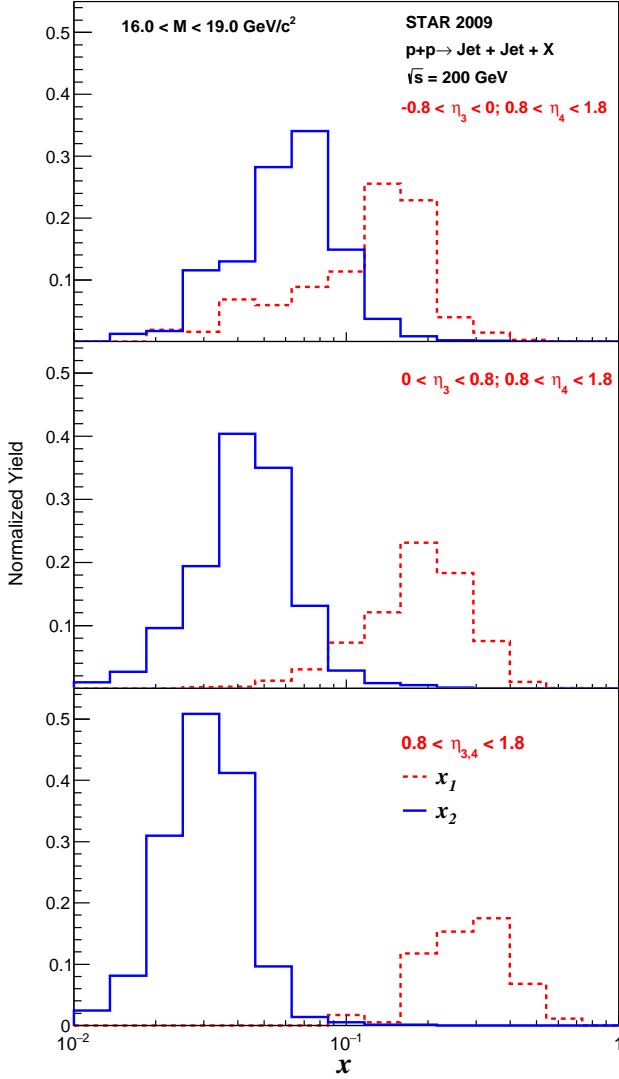 16.0 < M < 19.0 GeV/c²
STAR 2009
p+p→ Jet + Jet + X
√s = 200 GeV
-0.8 < η₃ < 0; 0.8 < η₄ < 1.8
0.5
0.4
0.3
0.2
0.1
0 < η₃ < 0.8; 0.8 < η₄ < 1.8
0.5
0.4
0.3
0.2
0.1
Normalized Yield
0.8 < η₃,₄ < 1.8
x₁
x₂
0.5
0.4
0.3
0.2
0.1
0
10⁻² 10⁻¹ 1
x